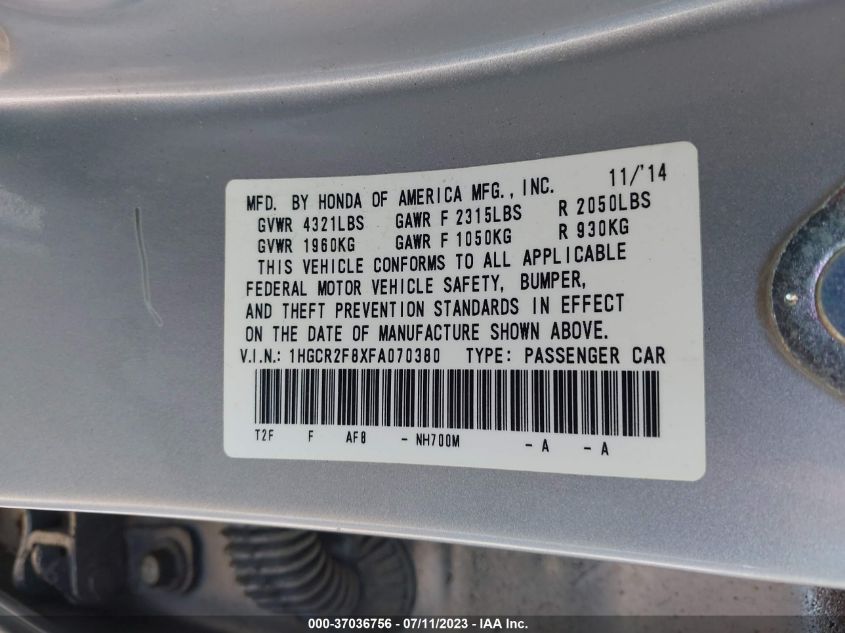 MFD. BY HONDA OF AMERICA MFG., INC. 11/'14
GVWR 4321LBS GAWR F 2315LBS R 2050LBS
GVWR 1960KG GAWR F 1050KG R 930KG
THIS VEHICLE CONFORMS TO ALL APPLICABLE
FEDERAL MOTOR VEHICLE SAFETY, BUMPER,
AND THEFT PREVENTION STANDARDS IN EFFECT
ON THE DATE OF MANUFACTURE SHOWN ABOVE.
V.I.N.: 1HGCR2F8XFA070380 TYPE: PASSENGER CAR
T2F F AF8 - NH700M - A - A
000-37036756 / 07/11/2023 - IAA Inc.